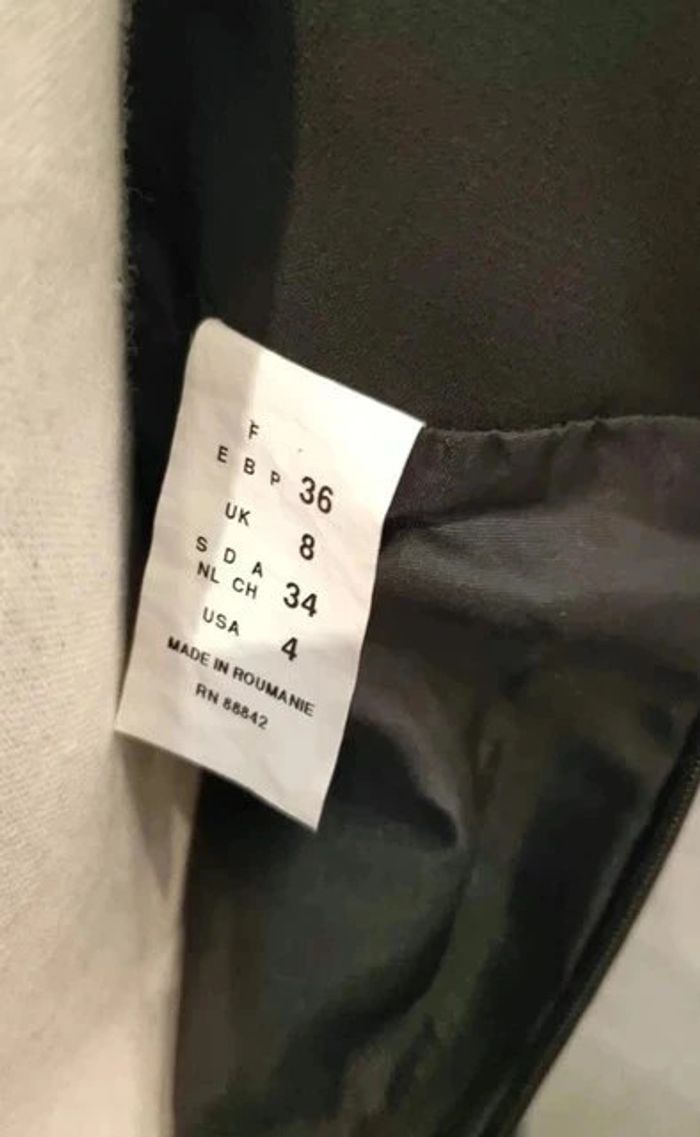 F
E B P 36
UK 8
S D A
NL CH 34
USA 4
MADE IN ROUMANIE
RN 88842